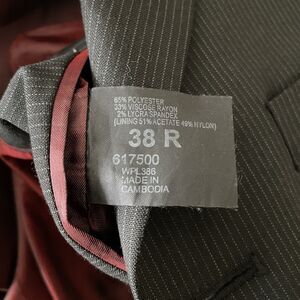 65% POLYESTER
33% VISCOSE RAYON
2% LYCRA SPANDEX
(LINING 51% ACETATE 49% NYLON)
38 R
617500
WPL386
MADE IN
CAMBODIA